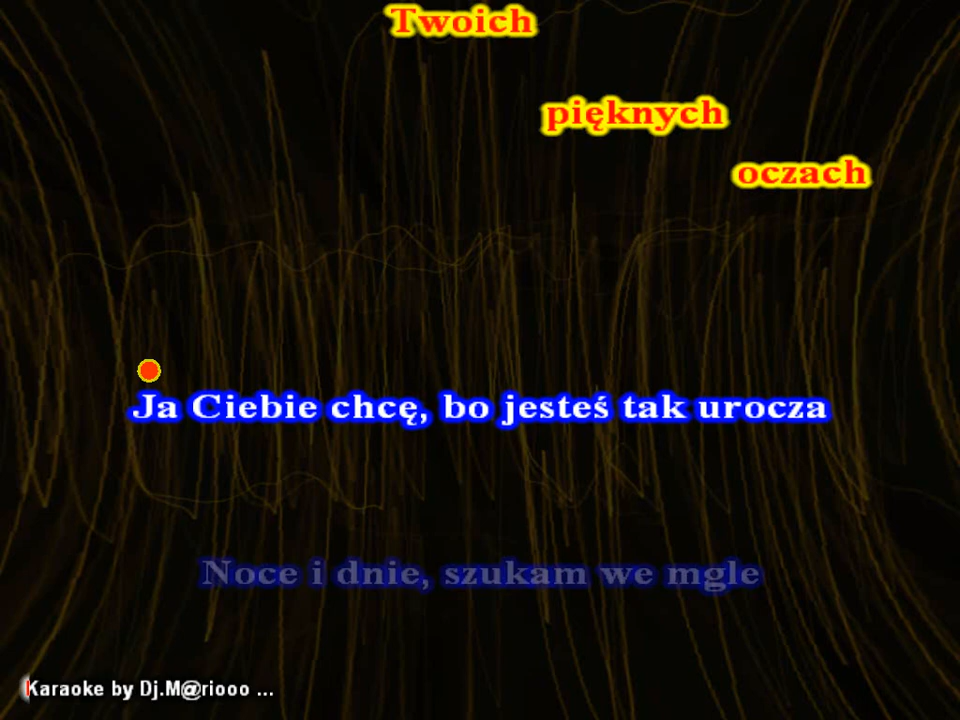 Twoich
pięknych
oczach
Ja Ciebie chcę, bo jesteś tak urocza
Noce i dnie, szukam we mgle
Karaoke by Dj.M@riooo ...